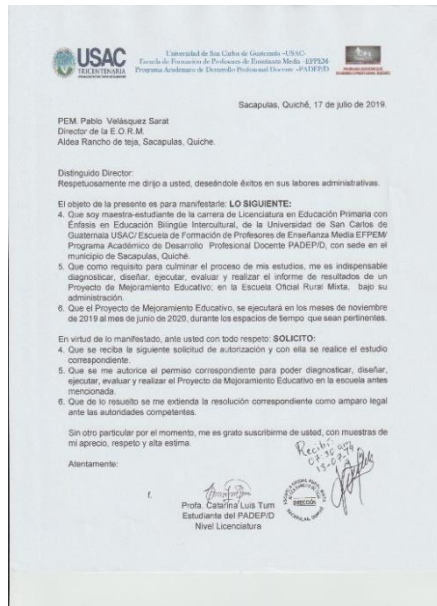 USAC
TRICENTENARIA
Universidad de San Carlos de Guatemala –USAC-
Escuela de Formación de Profesores de Enseñanza Media -EFPEM-
Programa Académico de Desarrollo Profesional Docente –PADEP/D
Sacapulas, Quiché, 17 de julio de 2019.
PEM. Pablo Velásquez Sarat
Director de la E.O.R.M.
Aldea Rancho de teja, Sacapulas, Quiche.
Distinguido Director:
Respetuosamente me dirijo a usted, deseándole éxitos en sus labores administrativas.
El objeto de la presente es para manifestarle: LO SIGUIENTE:
4. Que soy maestra-estudiante de la carrera de Licenciatura en Educación Primaria con
Énfasis en Educación Bilingüe Intercultural, de la Universidad de San Carlos de
Guatemala USAC/ Escuela de Formación de Profesores de Enseñanza Media EFPEM/
Programa Académico de Desarrollo Profesional Docente PADEP/D, con sede en el
municipio de Sacapulas, Quiché.
5. Que como requisito para culminar el proceso de mis estudios, me es indispensable
diagnosticar, diseñar, ejecutar, evaluar y realizar el informe de resultados de un
Proyecto de Mejoramiento Educativo; en la Escuela Oficial Rural Mixta, bajo su
administración.
6. Que el Proyecto de Mejoramiento Educativo, se ejecutará en los meses de noviembre
de 2019 al mes de junio de 2020, durante los espacios de tiempo que sean pertinentes.
En virtud de lo manifestado, ante usted con todo respeto: SOLICITO:
4. Que se reciba la siguiente solicitud de autorización y con ella se realice el estudio
correspondiente.
5. Que se me autorice el permiso correspondiente para poder diagnosticar, diseñar,
ejecutar, evaluar y realizar el Proyecto de Mejoramiento Educativo en la escuela antes
mencionada.
6. Que de lo resuelto se me extienda la resolución correspondiente como amparo legal
ante las autoridades competentes.
Sin otro particular por el momento, me es grato suscribirme de usted, con muestras de
mi aprecio, respeto y alta estima.
Recibí
07:30 am
Atentamente:
f.
DIRECCIÓN
Profa. Catarina Luis Tum
Estudiante del PADEP/D
Nivel Licenciatura